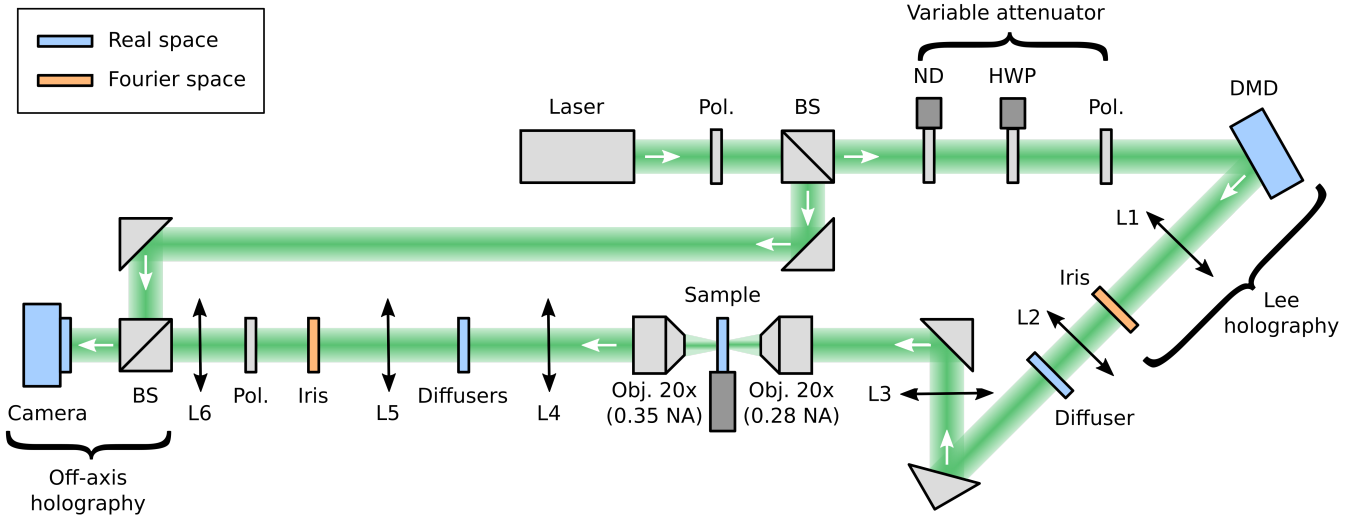 Real space
Fourier space
Variable attenuator
ND
HWP
Laser
Pol.
BS
Pol.
DMD
L1
Iris
L2
Lee
holography
Sample
Camera
BS
L6
Pol.
Iris
L5
Diffusers
L4
Obj. 20x
(0.35 NA)
Obj. 20x
(0.28 NA)
L3
Diffuser
Off-axis
holography